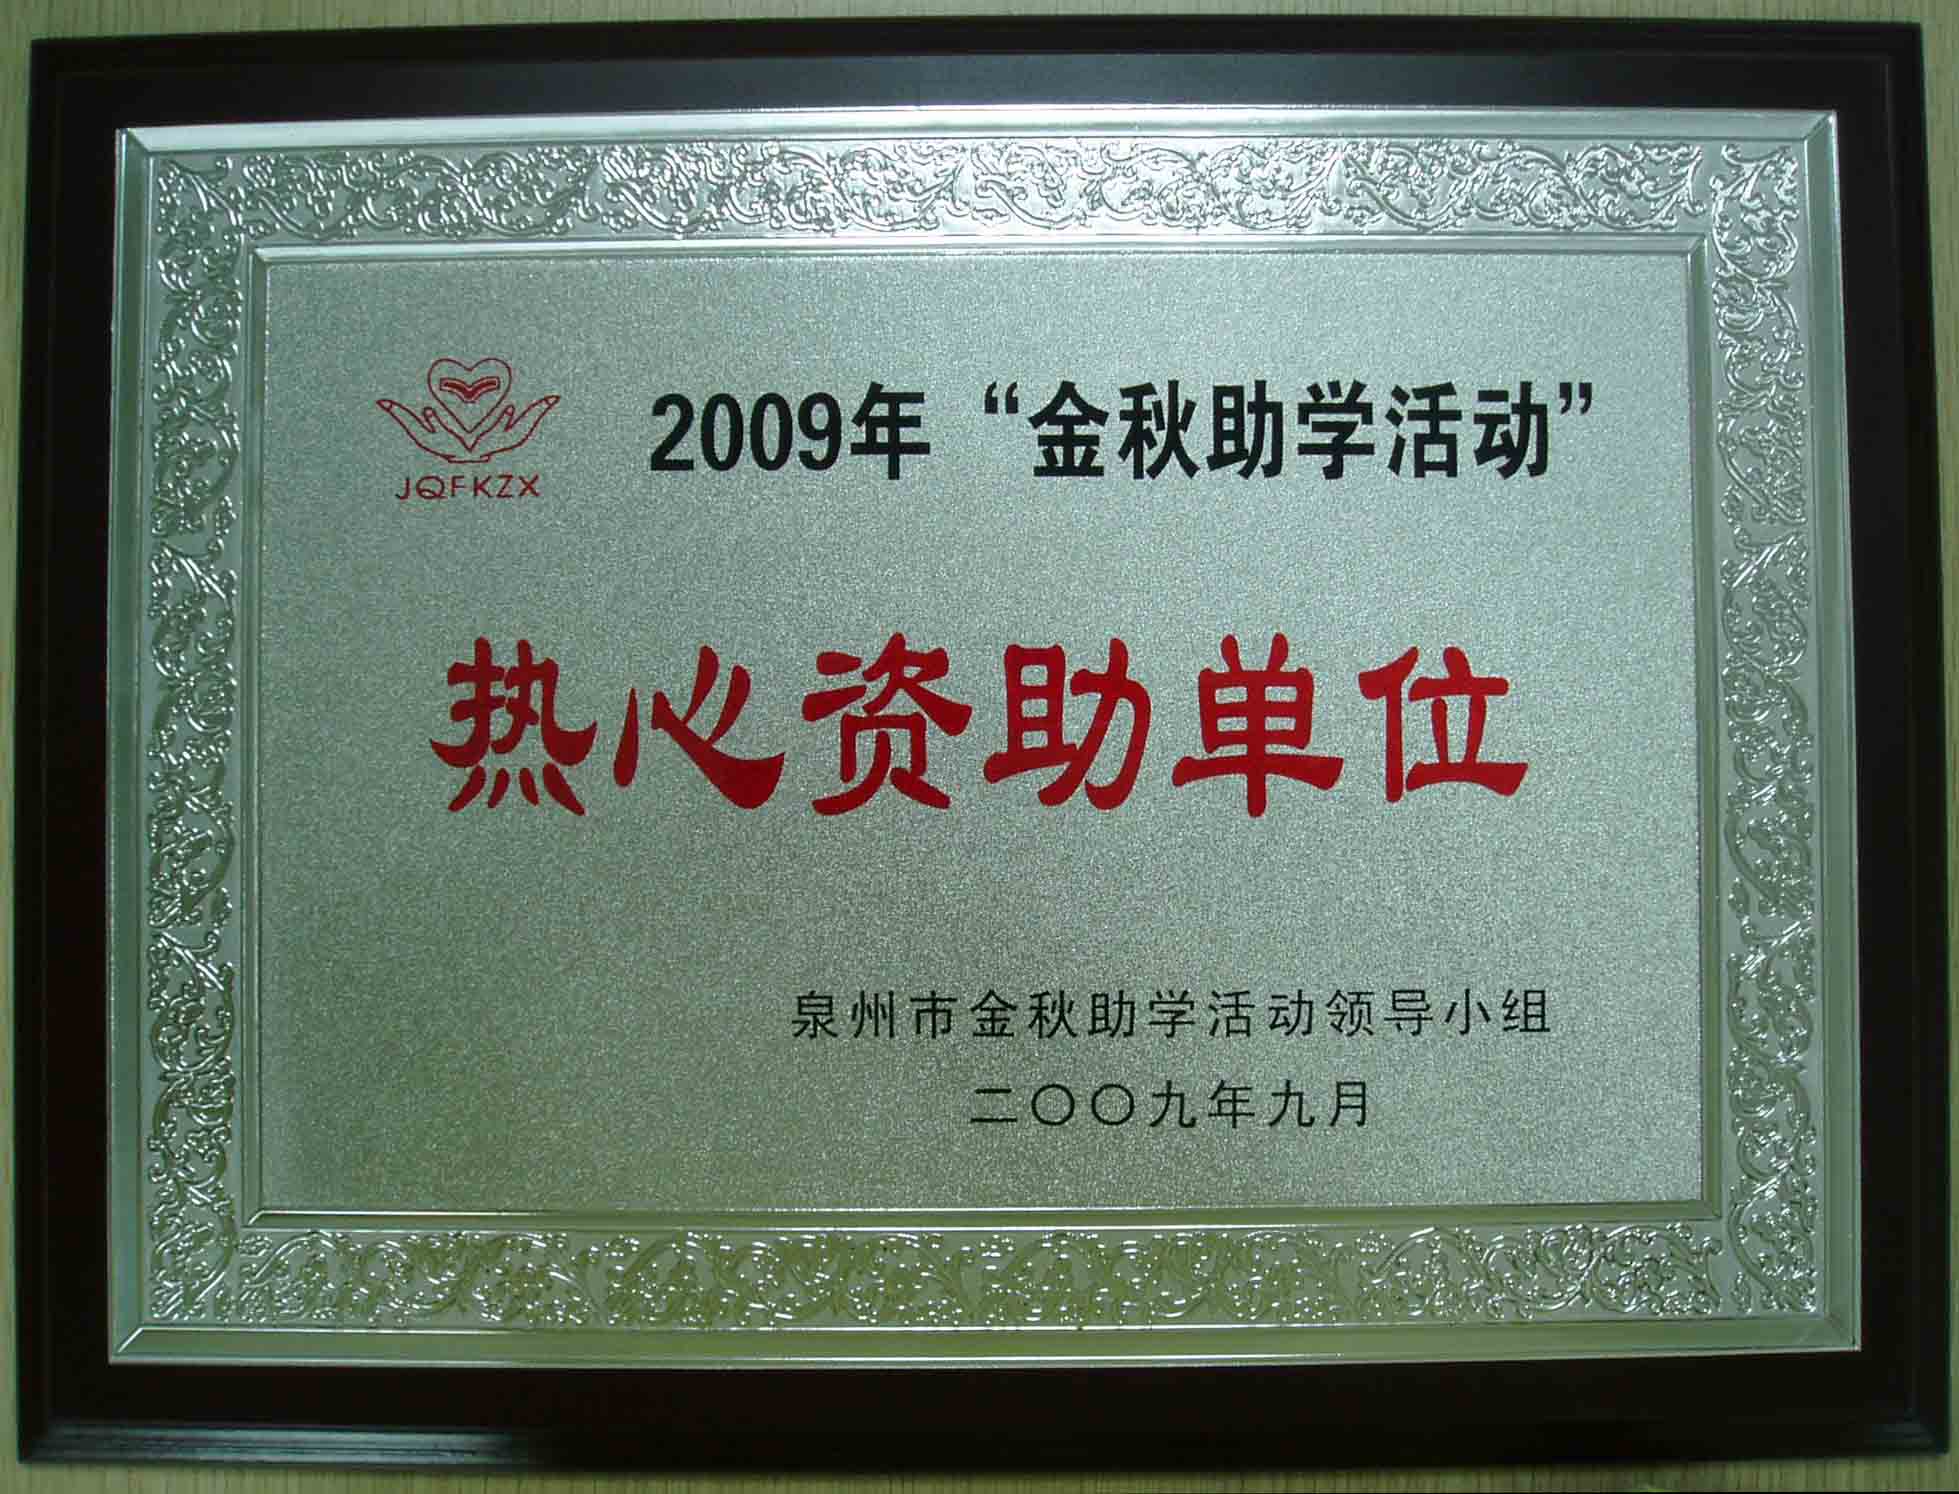 JQFKZX
2009年“金秋助学活动”
热心资助单位
泉州市金秋助学活动领导小组
二〇〇九年九月